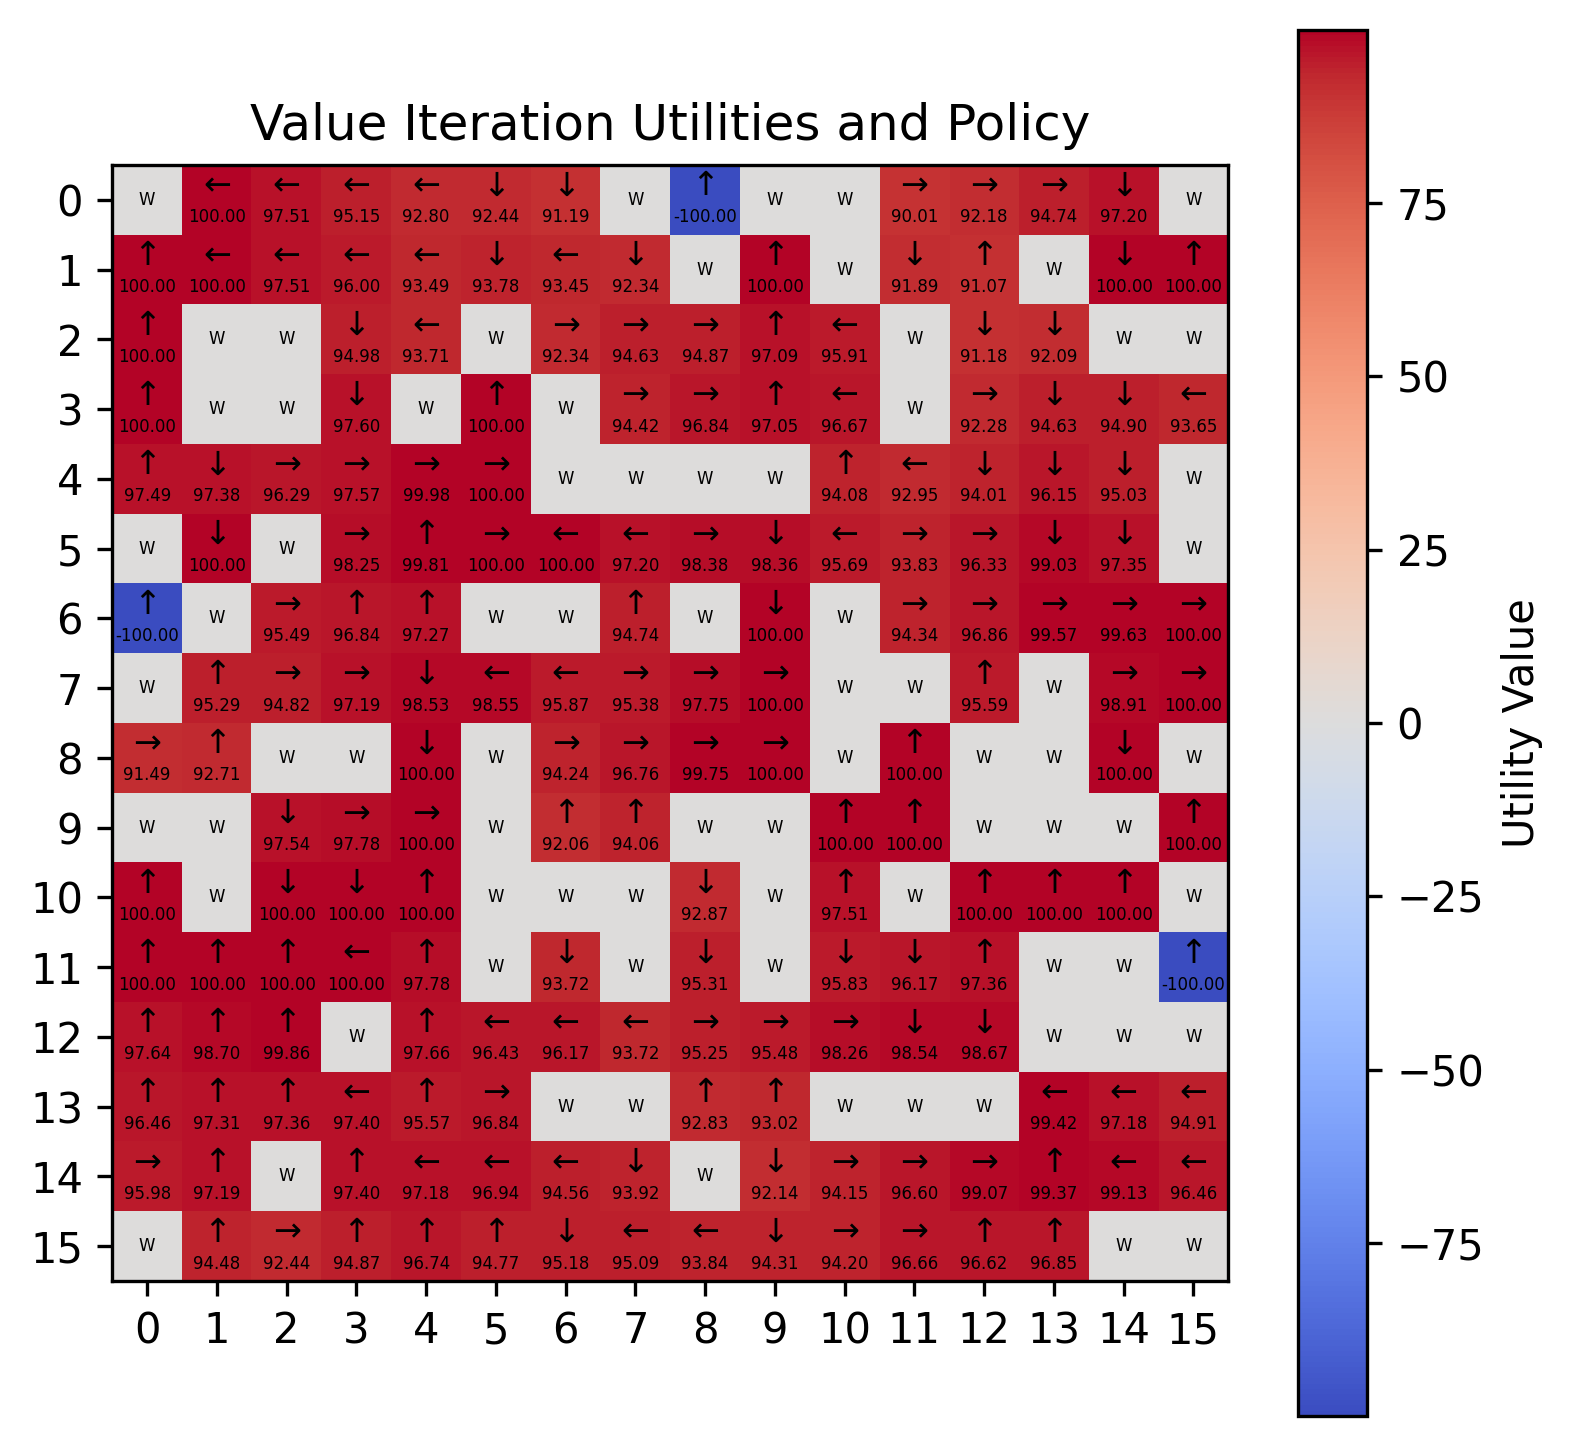 Value Iteration Utilities and Policy
0 W ← ← ← ← ↓ ↓ W ↑ W W → → → ↓ W
100.00 97.51 95.15 92.80 92.44 91.19 -100.00 90.01 92.18 94.74 97.20
1 ↑ ← ← ← ← ↓ ← ↓ W ↑ W ↓ ↑ W ↓ ↑
100.00 100.00 97.51 96.00 93.49 93.78 93.45 92.34 100.00 91.89 91.07 100.00 100.00
2 ↑ W W ↓ ← W → → → ↑ ← W ↓ ↓ W W
100.00 94.98 93.71 92.34 94.63 94.87 97.09 95.91 91.18 92.09
3 ↑ W W ↓ W ↑ W → → ↑ ← W → ↓ ↓ ←
100.00 97.60 100.00 94.42 96.84 97.05 96.67 92.28 94.63 94.90 93.65
4 ↑ ↓ → → → → W W W W ↑ ← ↓ ↓ ↓ W
97.49 97.38 96.29 97.57 99.98 100.00 94.08 92.95 94.01 96.15 95.03
5 W ↓ W → ↑ → ← ← → ↓ ← → → ↓ ↓ W
100.00 98.25 99.81 100.00 100.00 97.20 98.38 98.36 95.69 93.83 96.33 99.03 97.35
6 ↑ W → ↑ ↑ W W ↑ W ↓ W → → → → →
-100.00 95.49 96.84 97.27 94.74 100.00 94.34 96.86 99.57 99.63 100.00
7 W ↑ → → ↓ ← ← → → → W W ↑ W → →
95.29 94.82 97.19 98.53 98.55 95.87 95.38 97.75 100.00 95.59 98.91 100.00
8 → ↑ W W ↓ W → → → → W ↑ W W ↓ W
91.49 92.71 100.00 94.24 96.76 99.75 100.00 100.00 100.00
9 W W ↓ → → W ↑ ↑ W W ↑ ↑ W W W ↑
97.54 97.78 100.00 92.06 94.06 100.00 100.00 100.00
10 ↑ W ↓ ↓ ↑ W W W ↓ W ↑ W ↑ ↑ ↑ W
100.00 100.00 100.00 100.00 92.87 97.51 100.00 100.00 100.00
11 ↑ ↑ ↑ ← ↑ W ↓ W ↓ W ↓ ↓ ↑ W W ↑
100.00 100.00 100.00 100.00 97.78 93.72 95.31 95.83 96.17 97.36 -100.00
12 ↑ ↑ ↑ W ↑ ← ← ← → → → ↓ ↓ W W W
97.64 98.70 99.86 97.66 96.43 96.17 93.72 95.25 95.48 98.26 98.54 98.67
13 ↑ ↑ ↑ ← ↑ → W W ↑ ↑ W W W ← ← ←
96.46 97.31 97.36 97.40 95.57 96.84 92.83 93.02 99.42 97.18 94.91
14 → ↑ W ↑ ← ← ← ↓ W ↓ → → → ↑ ← ←
95.98 97.19 97.40 97.18 96.94 94.56 93.92 92.14 94.15 96.60 99.07 99.37 99.13 96.46
15 W ↑ → ↑ ↑ ↑ ↓ ← ← ↓ → → ↑ ↑ W W
94.48 92.44 94.87 96.74 94.77 95.18 95.09 93.84 94.31 94.20 96.66 96.62 96.85
0 1 2 3 4 5 6 7 8 9 10 11 12 13 14 15
75
50
25
0
−25
−50
−75
Utility Value